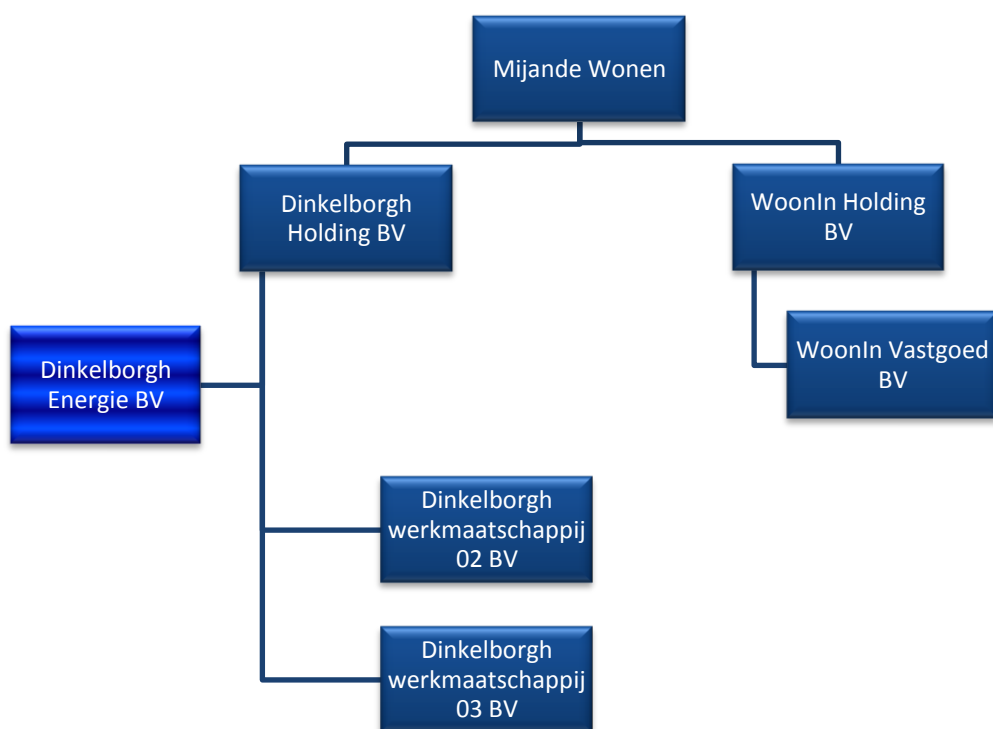 Mijande Wonen
Dinkelborgh
Holding BV
WoonIn Holding
BV
Dinkelborgh
Energie BV
WoonIn Vastgoed
BV
Dinkelborgh
werkmaatschappij
02 BV
Dinkelborgh
werkmaatschappij
03 BV